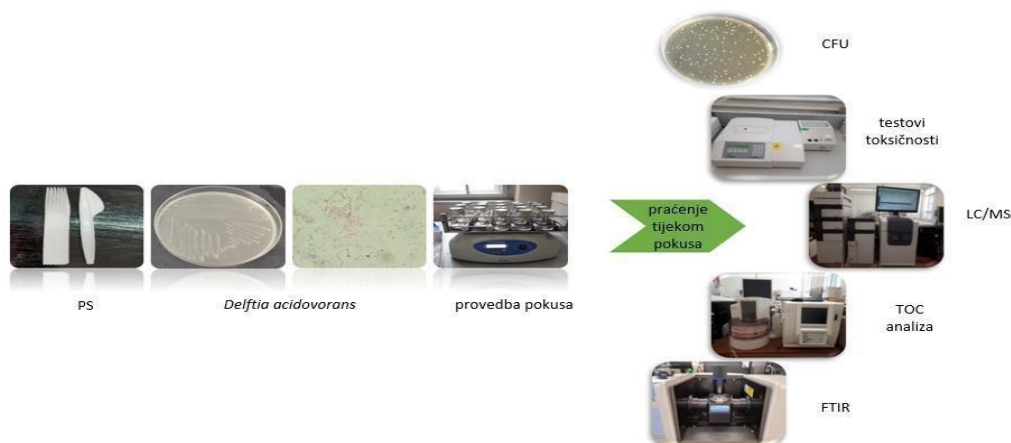 CFU
testovi
toksičnosti
praćenje
tijekom
pokusa
LC/MS
PS
Delftia acidovorans
provedba pokusa
TOC
analiza
FTIR